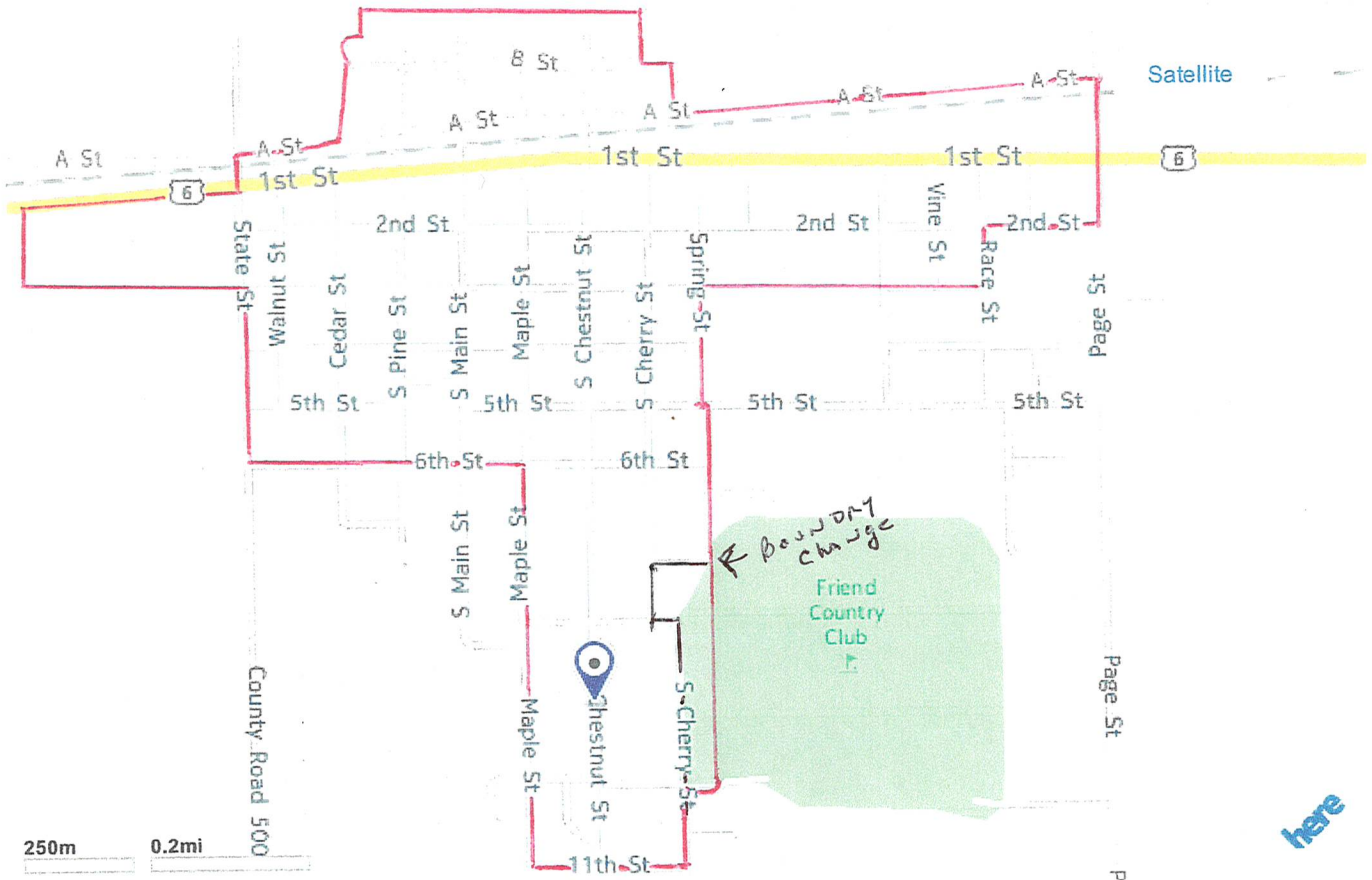 B St
Satellite
A St
A St
A St
A St
A St
A St
1st St
1st St
1st St
6
6
2nd St
2nd St
2nd St
State St
Walnut St
Cedar St
S Pine St
S Main St
Maple St
S Chestnut St
S Cherry St
Spring St
Vine St
Race St
Page St
5th St
5th St
5th St
5th St
6th St
6th St
S Main St
Maple St
BOUNDRY
Change
Friend
Country
Club
County Road 500
Maple St
Chestnut St
S Cherry St
Page St
11th St
250m
0.2mi
here
P